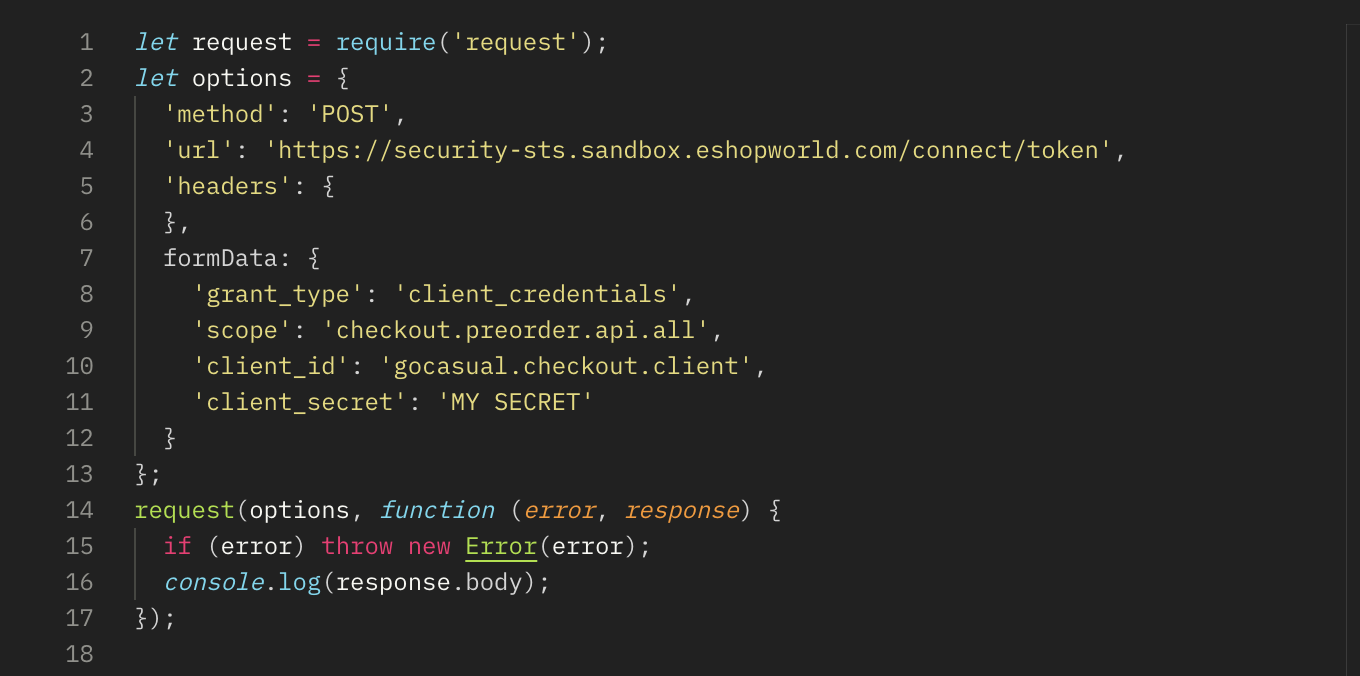 1 let request = require('request');
2 let options = {
3 'method': 'POST',
4 'url': 'https://security-sts.sandbox.eshopworld.com/connect/token',
5 'headers': {
6 },
7 formData: {
8 'grant_type': 'client_credentials',
9 'scope': 'checkout.preorder.api.all',
10 'client_id': 'gocasual.checkout.client',
11 'client_secret': 'MY SECRET'
12 }
13 };
14 request(options, function (error, response) {
15 if (error) throw new Error(error);
16 console.log(response.body);
17 });
18